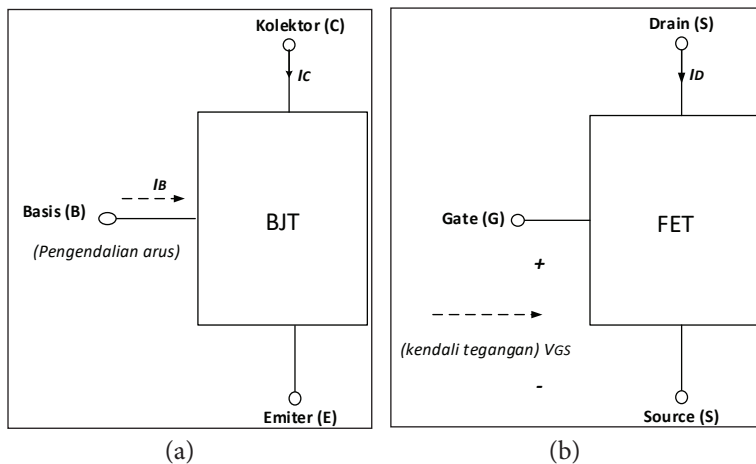 Kolektor (C)
IC
IB
Basis (B)
BJT
(Pengendalian arus)
Emiter (E)
(a)
Drain (S)
ID
Gate (G)
FET
+
(kendali tegangan) VGS
-
Source (S)
(b)